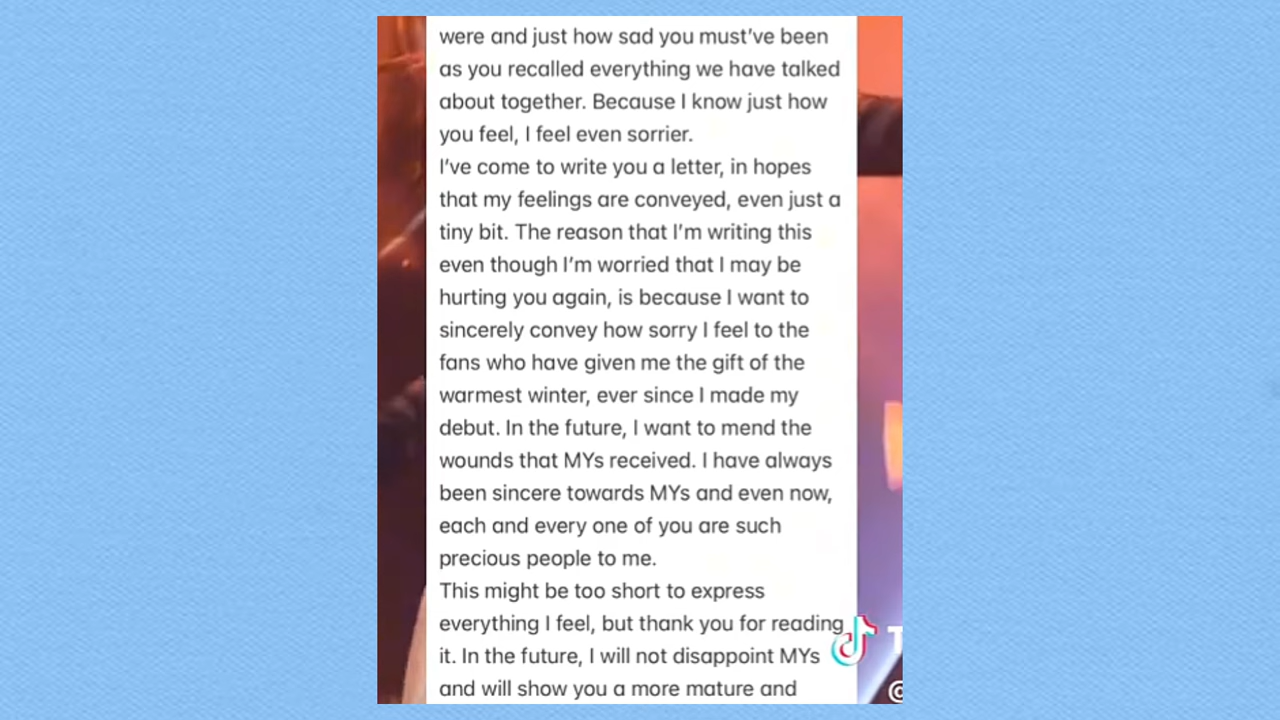 were and just how sad you must've been
as you recalled everything we have talked
about together. Because I know just how
you feel, I feel even sorrier.
I've come to write you a letter, in hopes
that my feelings are conveyed, even just a
tiny bit. The reason that I'm writing this
even though I'm worried that I may be
hurting you again, is because I want to
sincerely convey how sorry I feel to the
fans who have given me the gift of the
warmest winter, ever since I made my
debut. In the future, I want to mend the
wounds that MYs received. I have always
been sincere towards MYs and even now,
each and every one of you are such
precious people to me.
This might be too short to express
everything I feel, but thank you for reading
it. In the future, I will not disappoint MYs
and will show you a more mature and